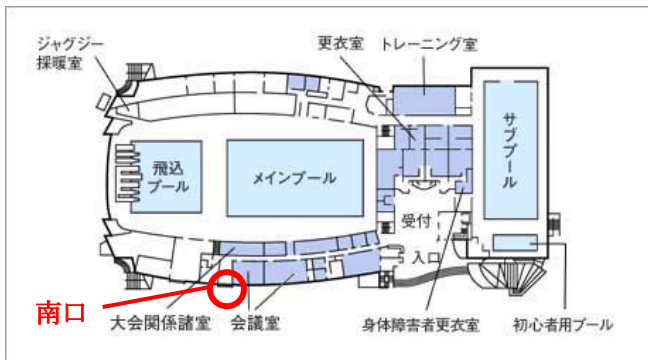 ジャグジー
採暖室
更衣室
トレーニング室
飛込
プール
メインプール
サブプール
受付
入口
南口
大会関係諸室
会議室
身体障害者更衣室
初心者用プール